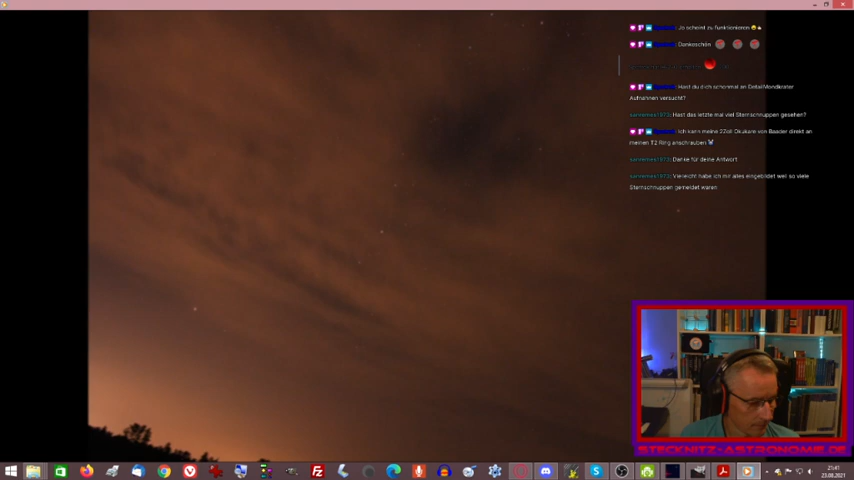 Jo scheint zu funktionieren
Dankeschön
Hast du dich schonmal an Detail Mondkrater
Aufnahmen versucht?
sanremes1973: Hast das letzte mal viel Sternschnuppen gesehen?
Ich kann meine 2Zoll Okulare von Baader direkt an
meinen T2 Ring anschrauben
sanremes1973: Danke für deine Antwort
sanremes1973: Vielleicht habe ich mir alles eingebildet weil so viele
Sternschnuppen gemeldet waren
STECKNITZ-ASTRONOMIE.DE
21:41
23.08.2021